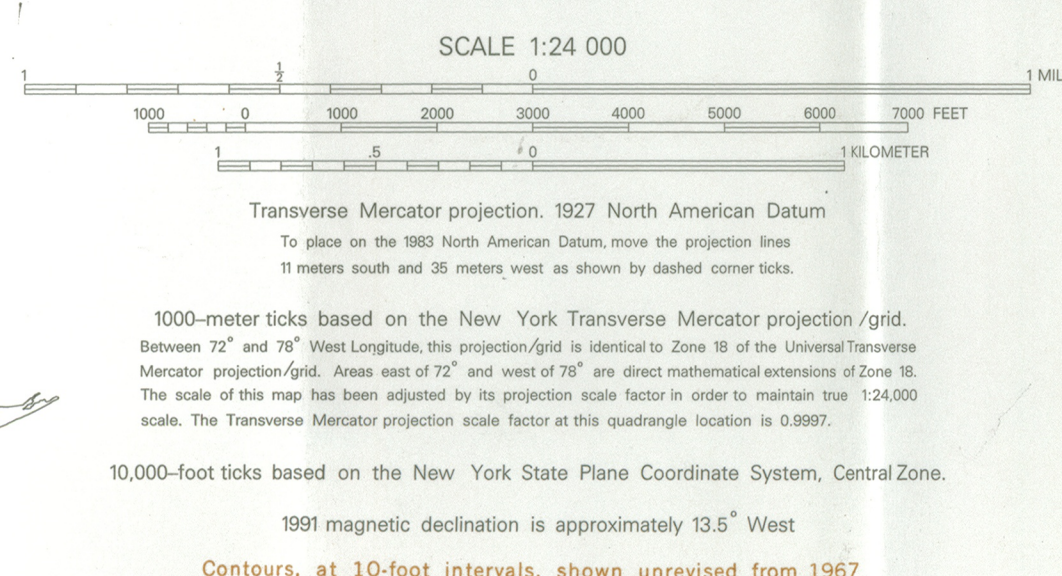 SCALE 1:24 000
1 ½ 0 1 MIL
1000 0 1000 2000 3000 4000 5000 6000 7000 FEET
1 .5 0 1 KILOMETER
Transverse Mercator projection. 1927 North American Datum
To place on the 1983 North American Datum, move the projection lines
11 meters south and 35 meters west as shown by dashed corner ticks.
1000–meter ticks based on the New York Transverse Mercator projection /grid.
Between 72° and 78° West Longitude, this projection/grid is identical to Zone 18 of the Universal Transverse
Mercator projection/grid. Areas east of 72° and west of 78° are direct mathematical extensions of Zone 18.
The scale of this map has been adjusted by its projection scale factor in order to maintain true 1:24,000
scale. The Transverse Mercator projection scale factor at this quadrangle location is 0.9997.
10,000–foot ticks based on the New York State Plane Coordinate System, Central Zone.
1991 magnetic declination is approximately 13.5° West
Contours, at 10-foot intervals, shown unrevised from 1967